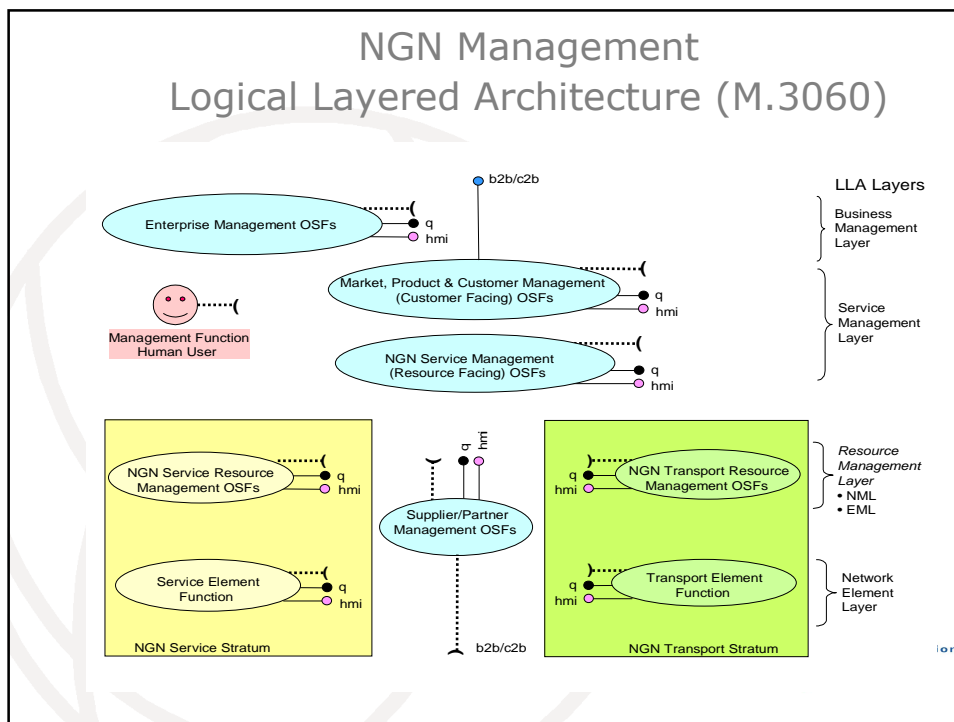 NGN Management
Logical Layered Architecture (M.3060)
b2b/c2b
LLA Layers
Enterprise Management OSFs
q
hmi
Business
Management
Layer
Market, Product & Customer Management
(Customer Facing) OSFs
q
hmi
Service
Management
Layer
Management Function
Human User
NGN Service Management
(Resource Facing) OSFs
q
hmi
NGN Service Resource
Management OSFs
q
hmi
q
hmi
Supplier/Partner
Management OSFs
q
hmi
NGN Transport Resource
Management OSFs
Resource
Management
Layer
• NML
• EML
Service Element
Function
q
hmi
q
hmi
Transport Element
Function
Network
Element
Layer
NGN Service Stratum
b2b/c2b
NGN Transport Stratum